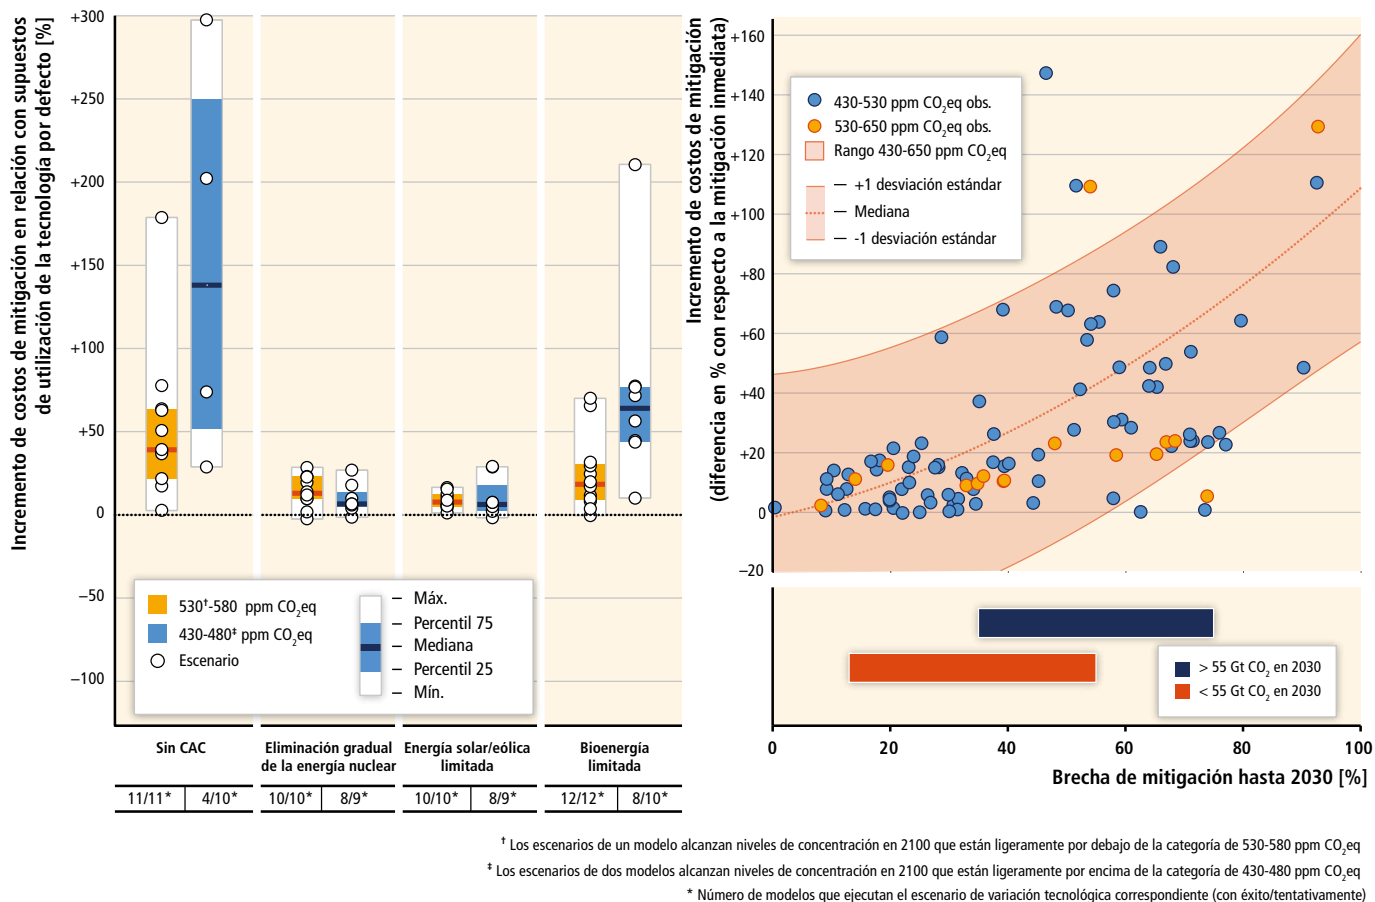 Incremento de costos de mitigación en relación con supuestos
de utilización de la tecnología por defecto [%]
+300
+250
+200
+150
+100
+50
0
−50
−100
530†-580 ppm CO₂eq
430-480‡ ppm CO₂eq
Escenario
Máx.
Percentil 75
Mediana
Percentil 25
Mín.
Sin CAC
Eliminación gradual
de la energía nuclear
Energía solar/eólica
limitada
Bioenergía
limitada
11/11*
4/10*
10/10*
8/9*
10/10*
8/9*
12/12*
8/10*
Incremento de costos de mitigación
(diferencia en % con respecto a la mitigación inmediata)
+160
+140
+120
+100
+80
+60
+40
+20
0
−20
430-530 ppm CO₂eq obs.
530-650 ppm CO₂eq obs.
Rango 430-650 ppm CO₂eq
+1 desviación estándar
Mediana
-1 desviación estándar
> 55 Gt CO₂ en 2030
< 55 Gt CO₂ en 2030
0
20
40
60
80
100
Brecha de mitigación hasta 2030 [%]
† Los escenarios de un modelo alcanzan niveles de concentración en 2100 que están ligeramente por debajo de la categoría de 530-580 ppm CO₂eq
‡ Los escenarios de dos modelos alcanzan niveles de concentración en 2100 que están ligeramente por encima de la categoría de 430-480 ppm CO₂eq
* Número de modelos que ejecutan el escenario de variación tecnológica correspondiente (con éxito/tentativamente)